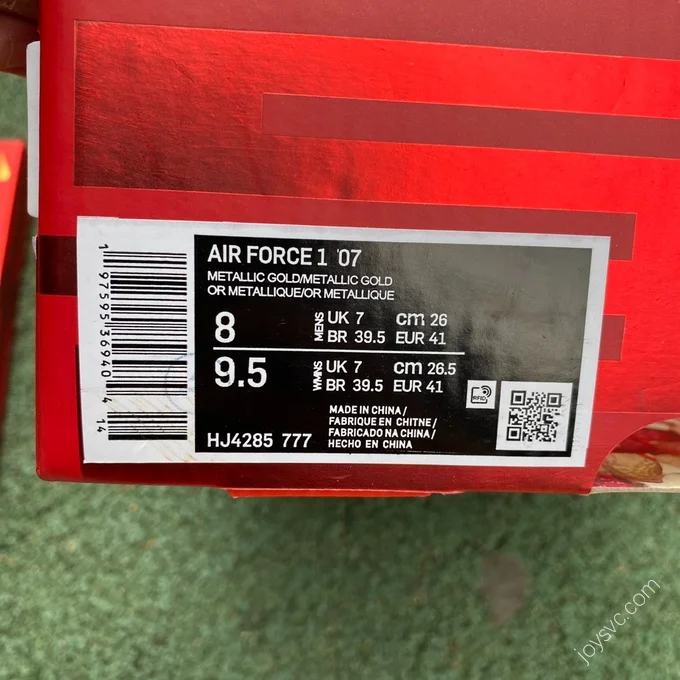 AIR FORCE 1 '07
METALLIC GOLD/METALLIC GOLD
OR METALLIQUE/OR METALLIQUE
8 MENS UK 7 cm 26
BR 39.5 EUR 41
9.5 WMNS UK 7 cm 26.5
BR 39.5 EUR 41
RFID
MADE IN CHINA/
FABRIQUE EN CHITNE/
FABRICADO NA CHINA/
HECHO EN CHINA
HJ4285 777
1 97595 36940 4
14
joysvc.com